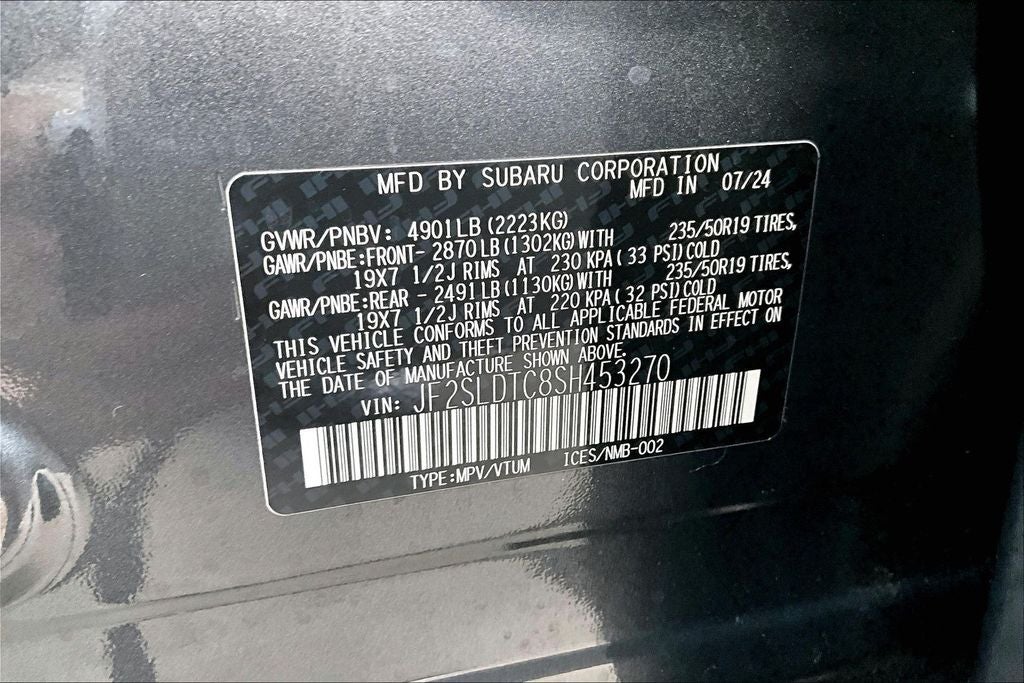 MFD BY SUBARU CORPORATION
MFD IN 07/24
GVWR/PNBV: 4901LB(2223KG)
GAWR/PNBE:FRONT- 2870LB(1302KG)WITH 235/50R19 TIRES,
19X7 1/2J RIMS AT 230 KPA( 33 PSI)COLD
GAWR/PNBE:REAR - 2491LB(1130KG)WITH 235/50R19 TIRES,
19X7 1/2J RIMS AT 220 KPA( 32 PSI)COLD
THIS VEHICLE CONFORMS TO ALL APPLICABLE FEDERAL MOTOR
VEHICLE SAFETY AND THEFT PREVENTION STANDARDS IN EFFECT ON
THE DATE OF MANUFACTURE SHOWN ABOVE.
VIN: JF2SLDTC8SH453270
TYPE:MPV/VTUM ICES/NMB-002